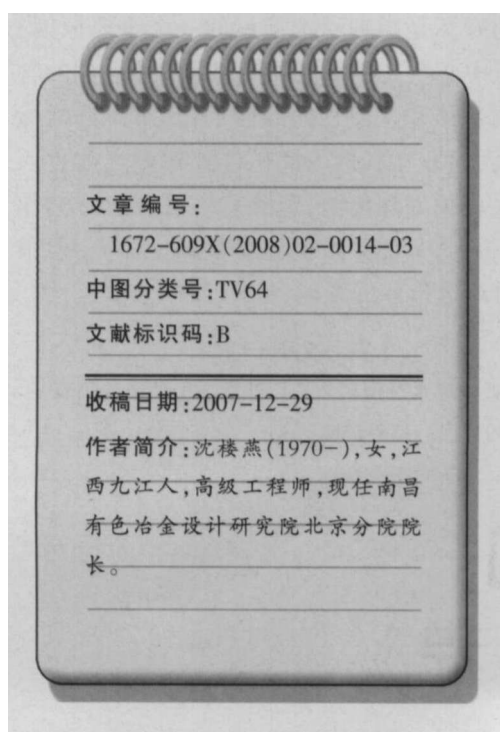 文章编号:
1672-609X(2008)02-0014-03
中图分类号:TV64
文献标识码:B
收稿日期:2007-12-29
作者简介:沈楼燕(1970-),女,江
西九江人,高级工程师,现任南昌
有色冶金设计研究院北京分院院
长。